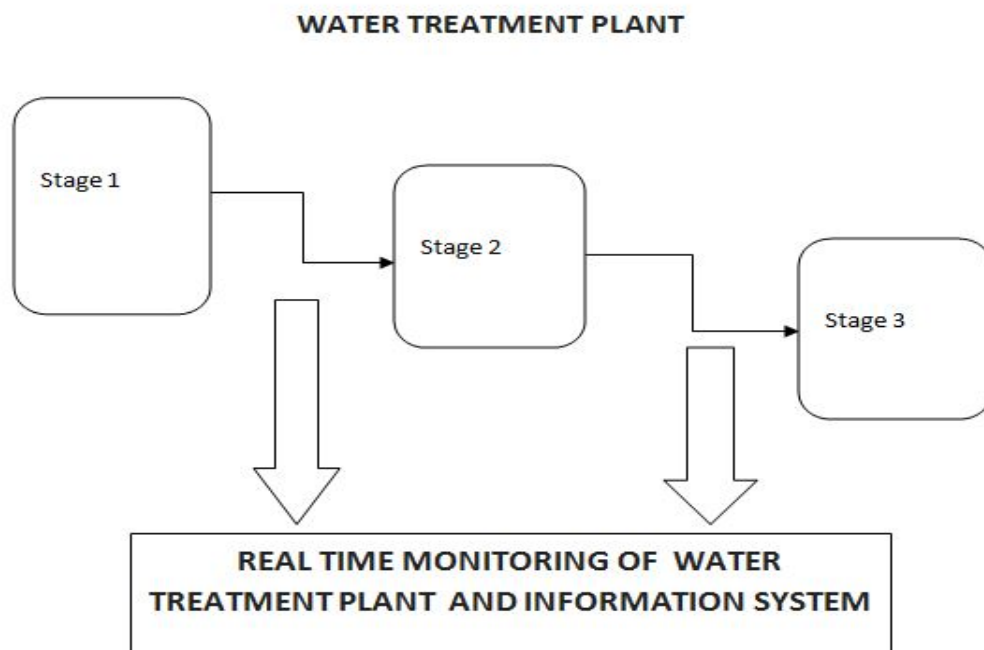 WATER TREATMENT PLANT
Stage 1
Stage 2
Stage 3
REAL TIME MONITORING OF WATER
TREATMENT PLANT AND INFORMATION SYSTEM